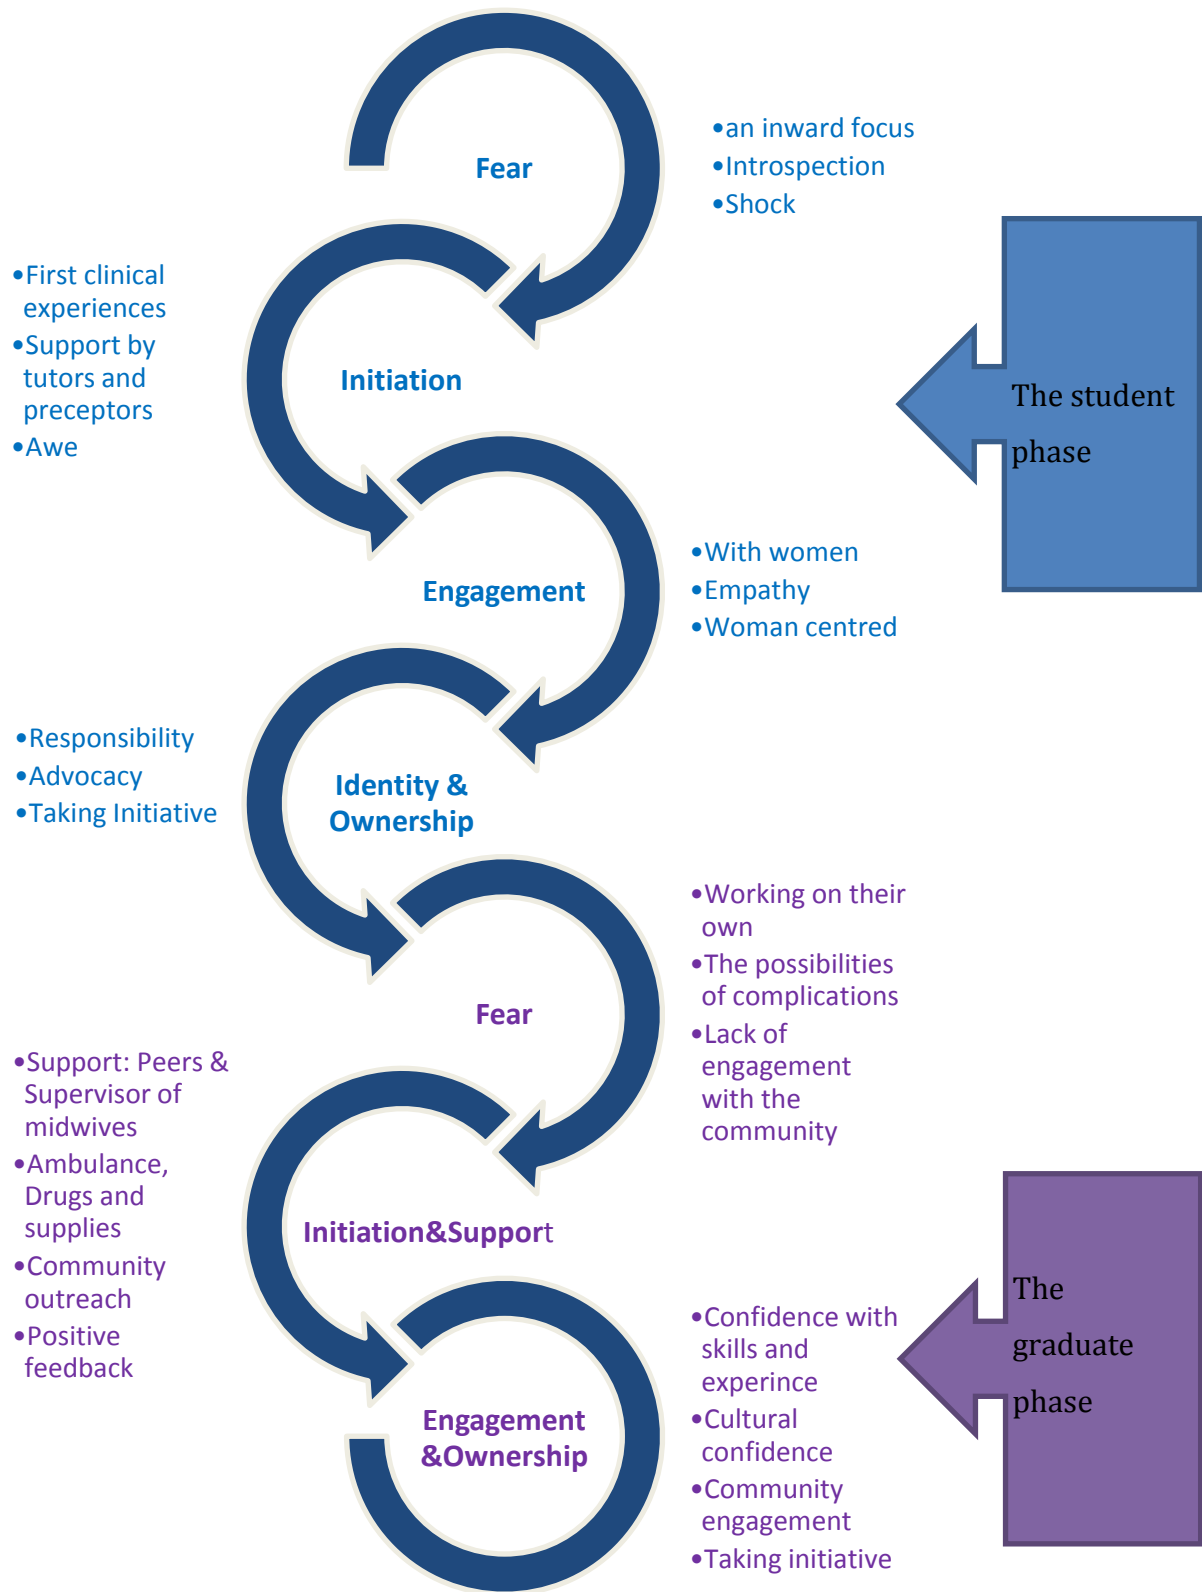 Fear
•an inward focus
•Introspection
•Shock
•First clinical
experiences
•Support by
tutors and
preceptors
•Awe
Initiation
The student
phase
Engagement
•With women
•Empathy
•Woman centred
•Responsibility
•Advocacy
•Taking Initiative
Identity &
Ownership
•Working on their
own
•The possibilities
of complications
•Lack of
engagement
with the
community
Fear
•Support: Peers &
Supervisor of
midwives
•Ambulance,
Drugs and
supplies
•Community
outreach
•Positive
feedback
Initiation&Support
The
graduate
phase
Engagement
&Ownership
•Confidence with
skills and
experince
•Cultural
confidence
•Community
engagement
•Taking initiative